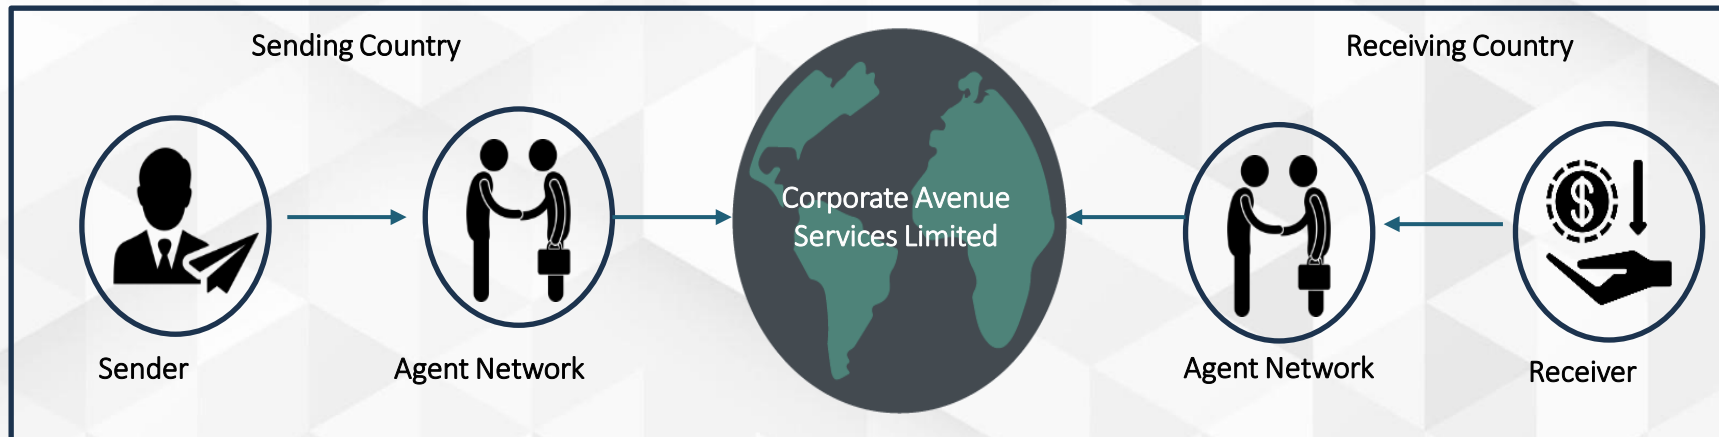 Sending Country
Receiving Country
Corporate Avenue
Services Limited
Sender
Agent Network
Agent Network
Receiver